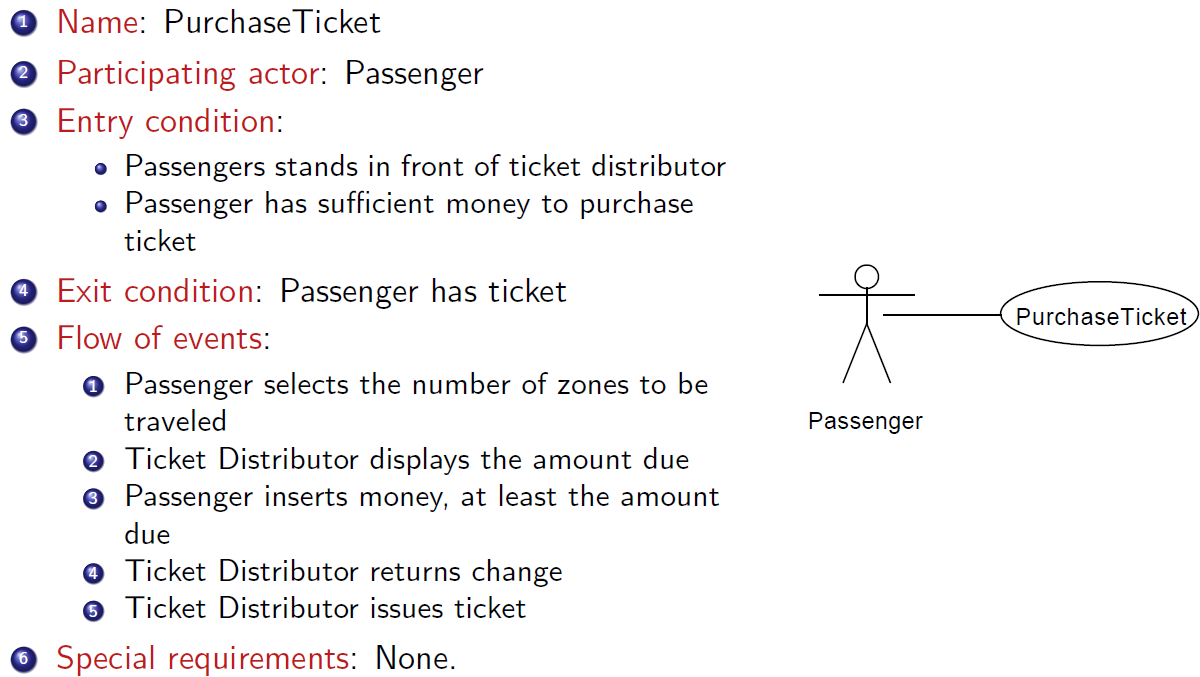 1 Name: PurchaseTicket
2 Participating actor: Passenger
3 Entry condition:
Passengers stands in front of ticket distributor
Passenger has sufficient money to purchase
ticket
4 Exit condition: Passenger has ticket
5 Flow of events:
1 Passenger selects the number of zones to be
traveled
2 Ticket Distributor displays the amount due
3 Passenger inserts money, at least the amount
due
4 Ticket Distributor returns change
5 Ticket Distributor issues ticket
6 Special requirements: None.
PurchaseTicket
Passenger